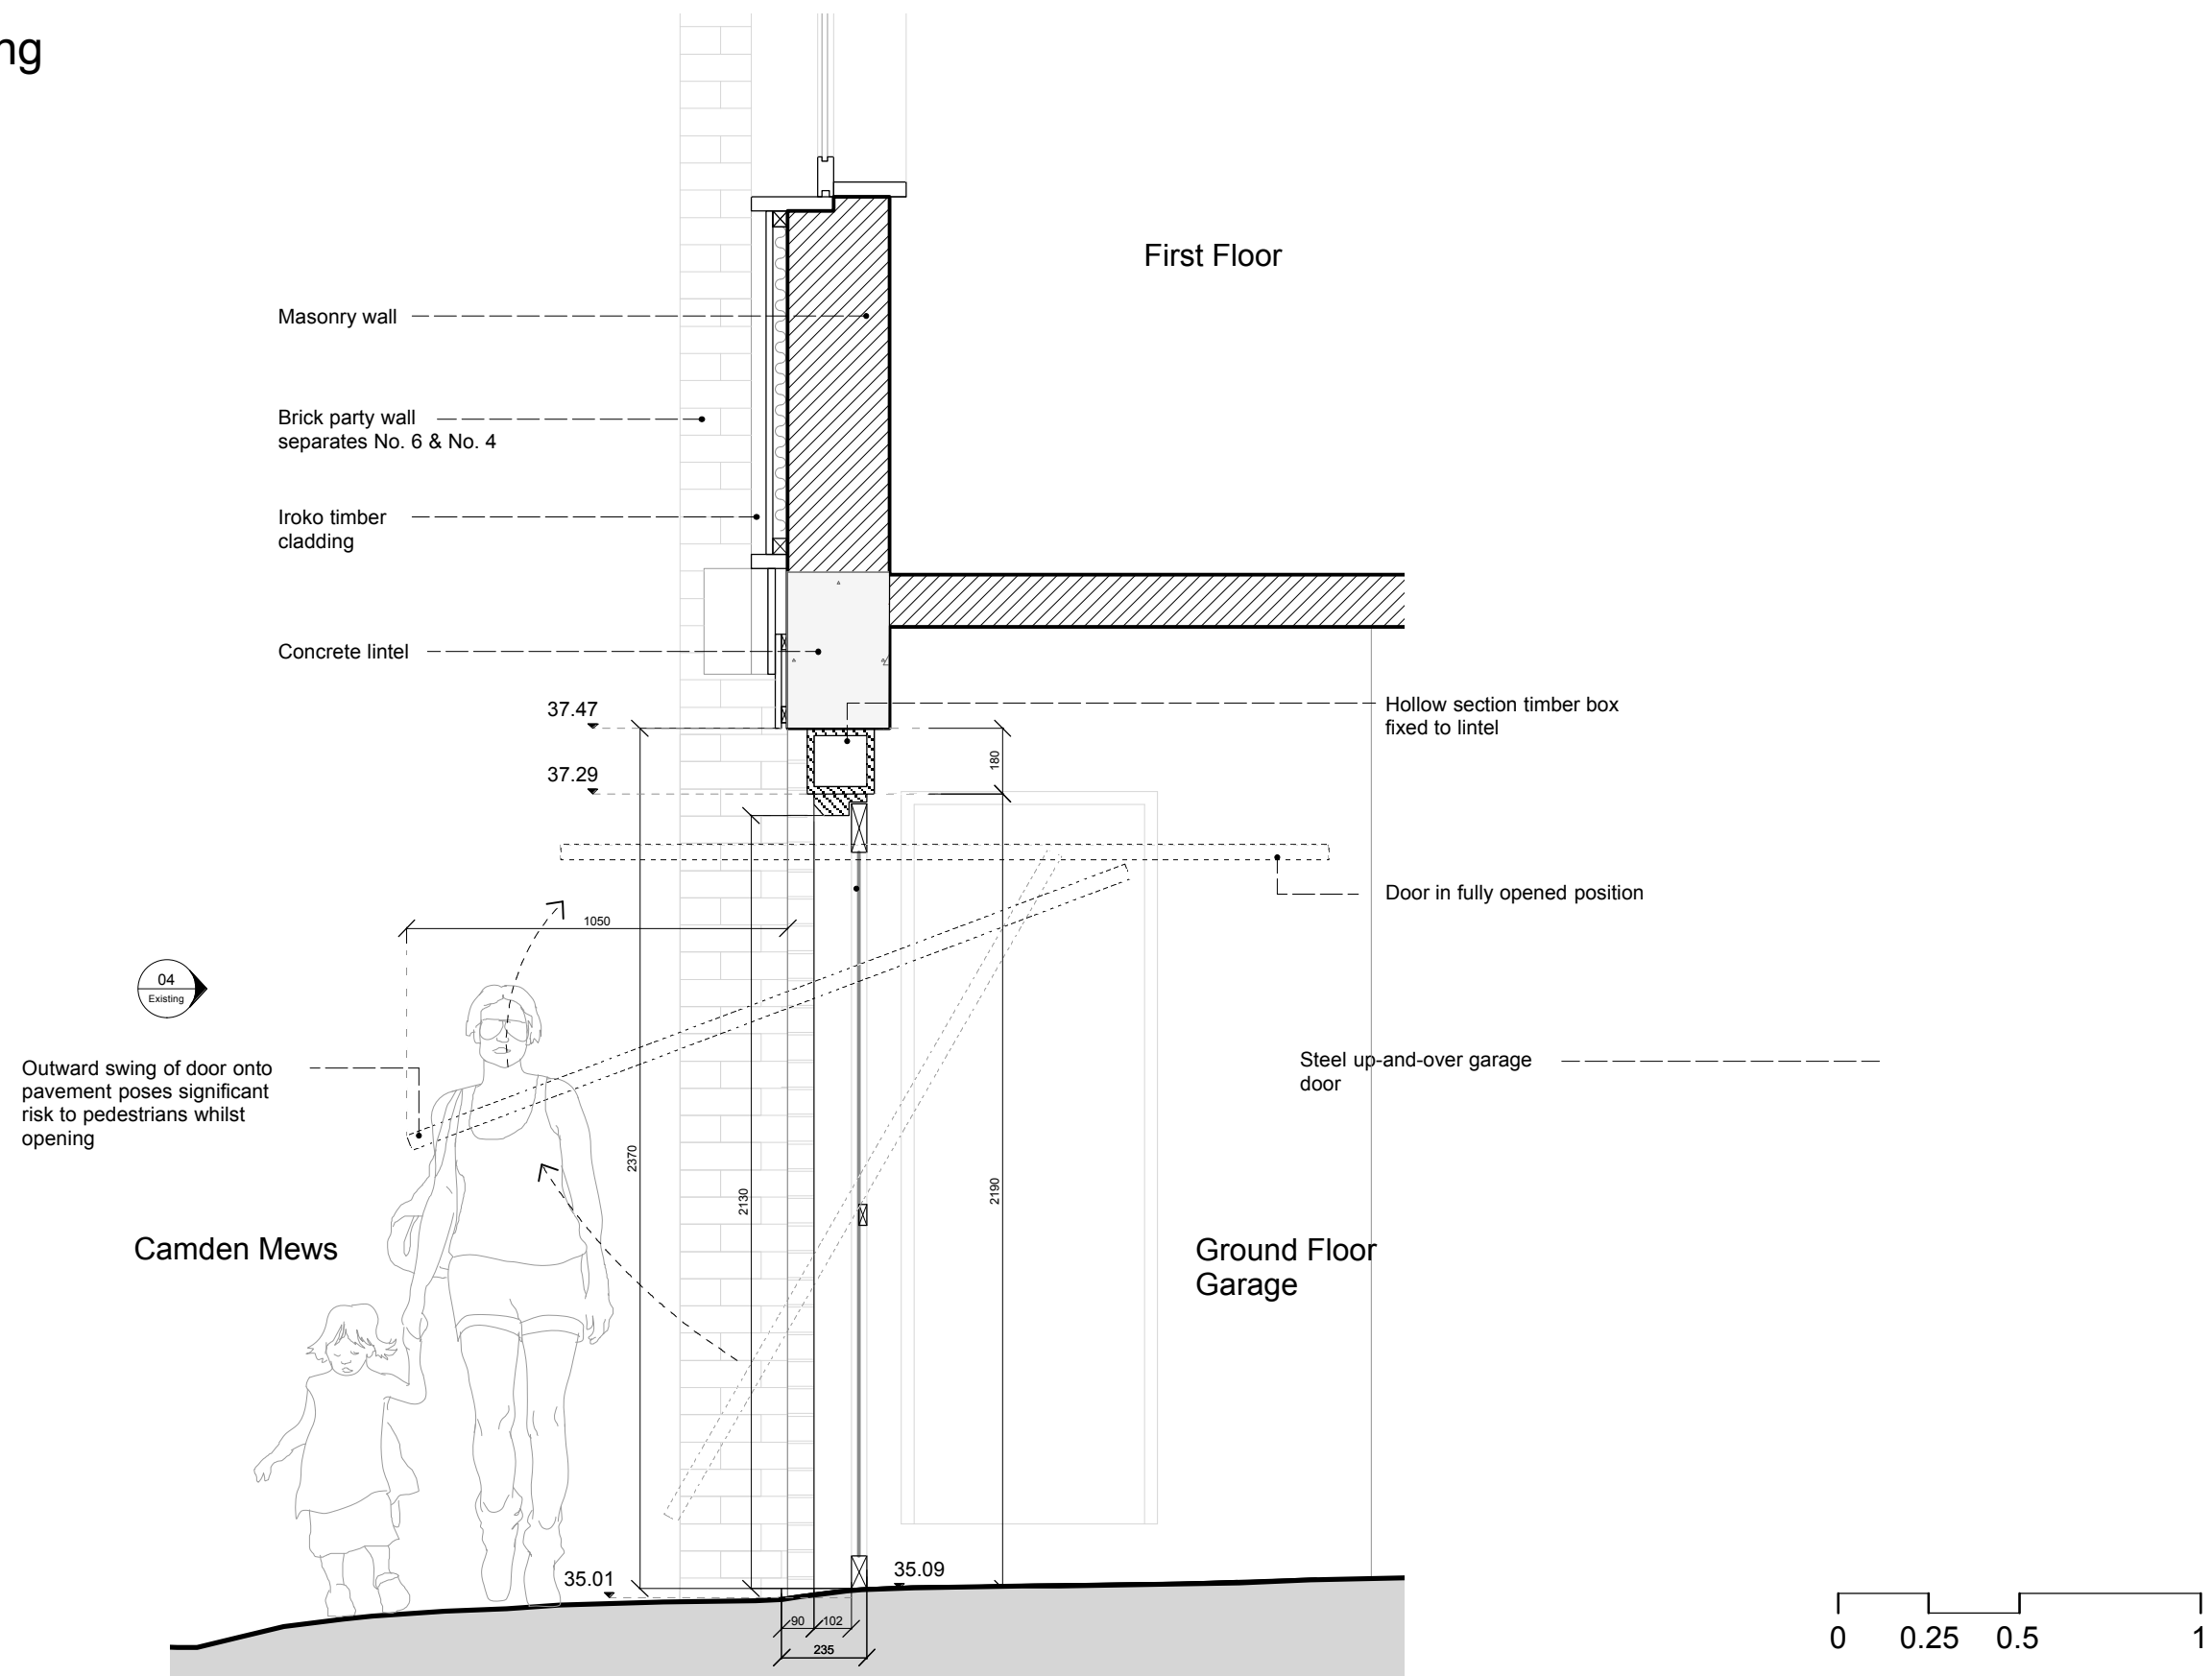 ng
First Floor
Masonry wall
Brick party wall
separates No. 6 & No. 4
Iroko timber
cladding
Concrete lintel
37.47
Hollow section timber box
fixed to lintel
180
37.29
Door in fully opened position
1050
04
Existing
Outward swing of door onto
pavement poses significant
risk to pedestrians whilst
opening
Steel up-and-over garage
door
2370
2130
2190
Camden Mews
Ground Floor
Garage
35.01
35.09
90
102
235
0
0.25
0.5
1